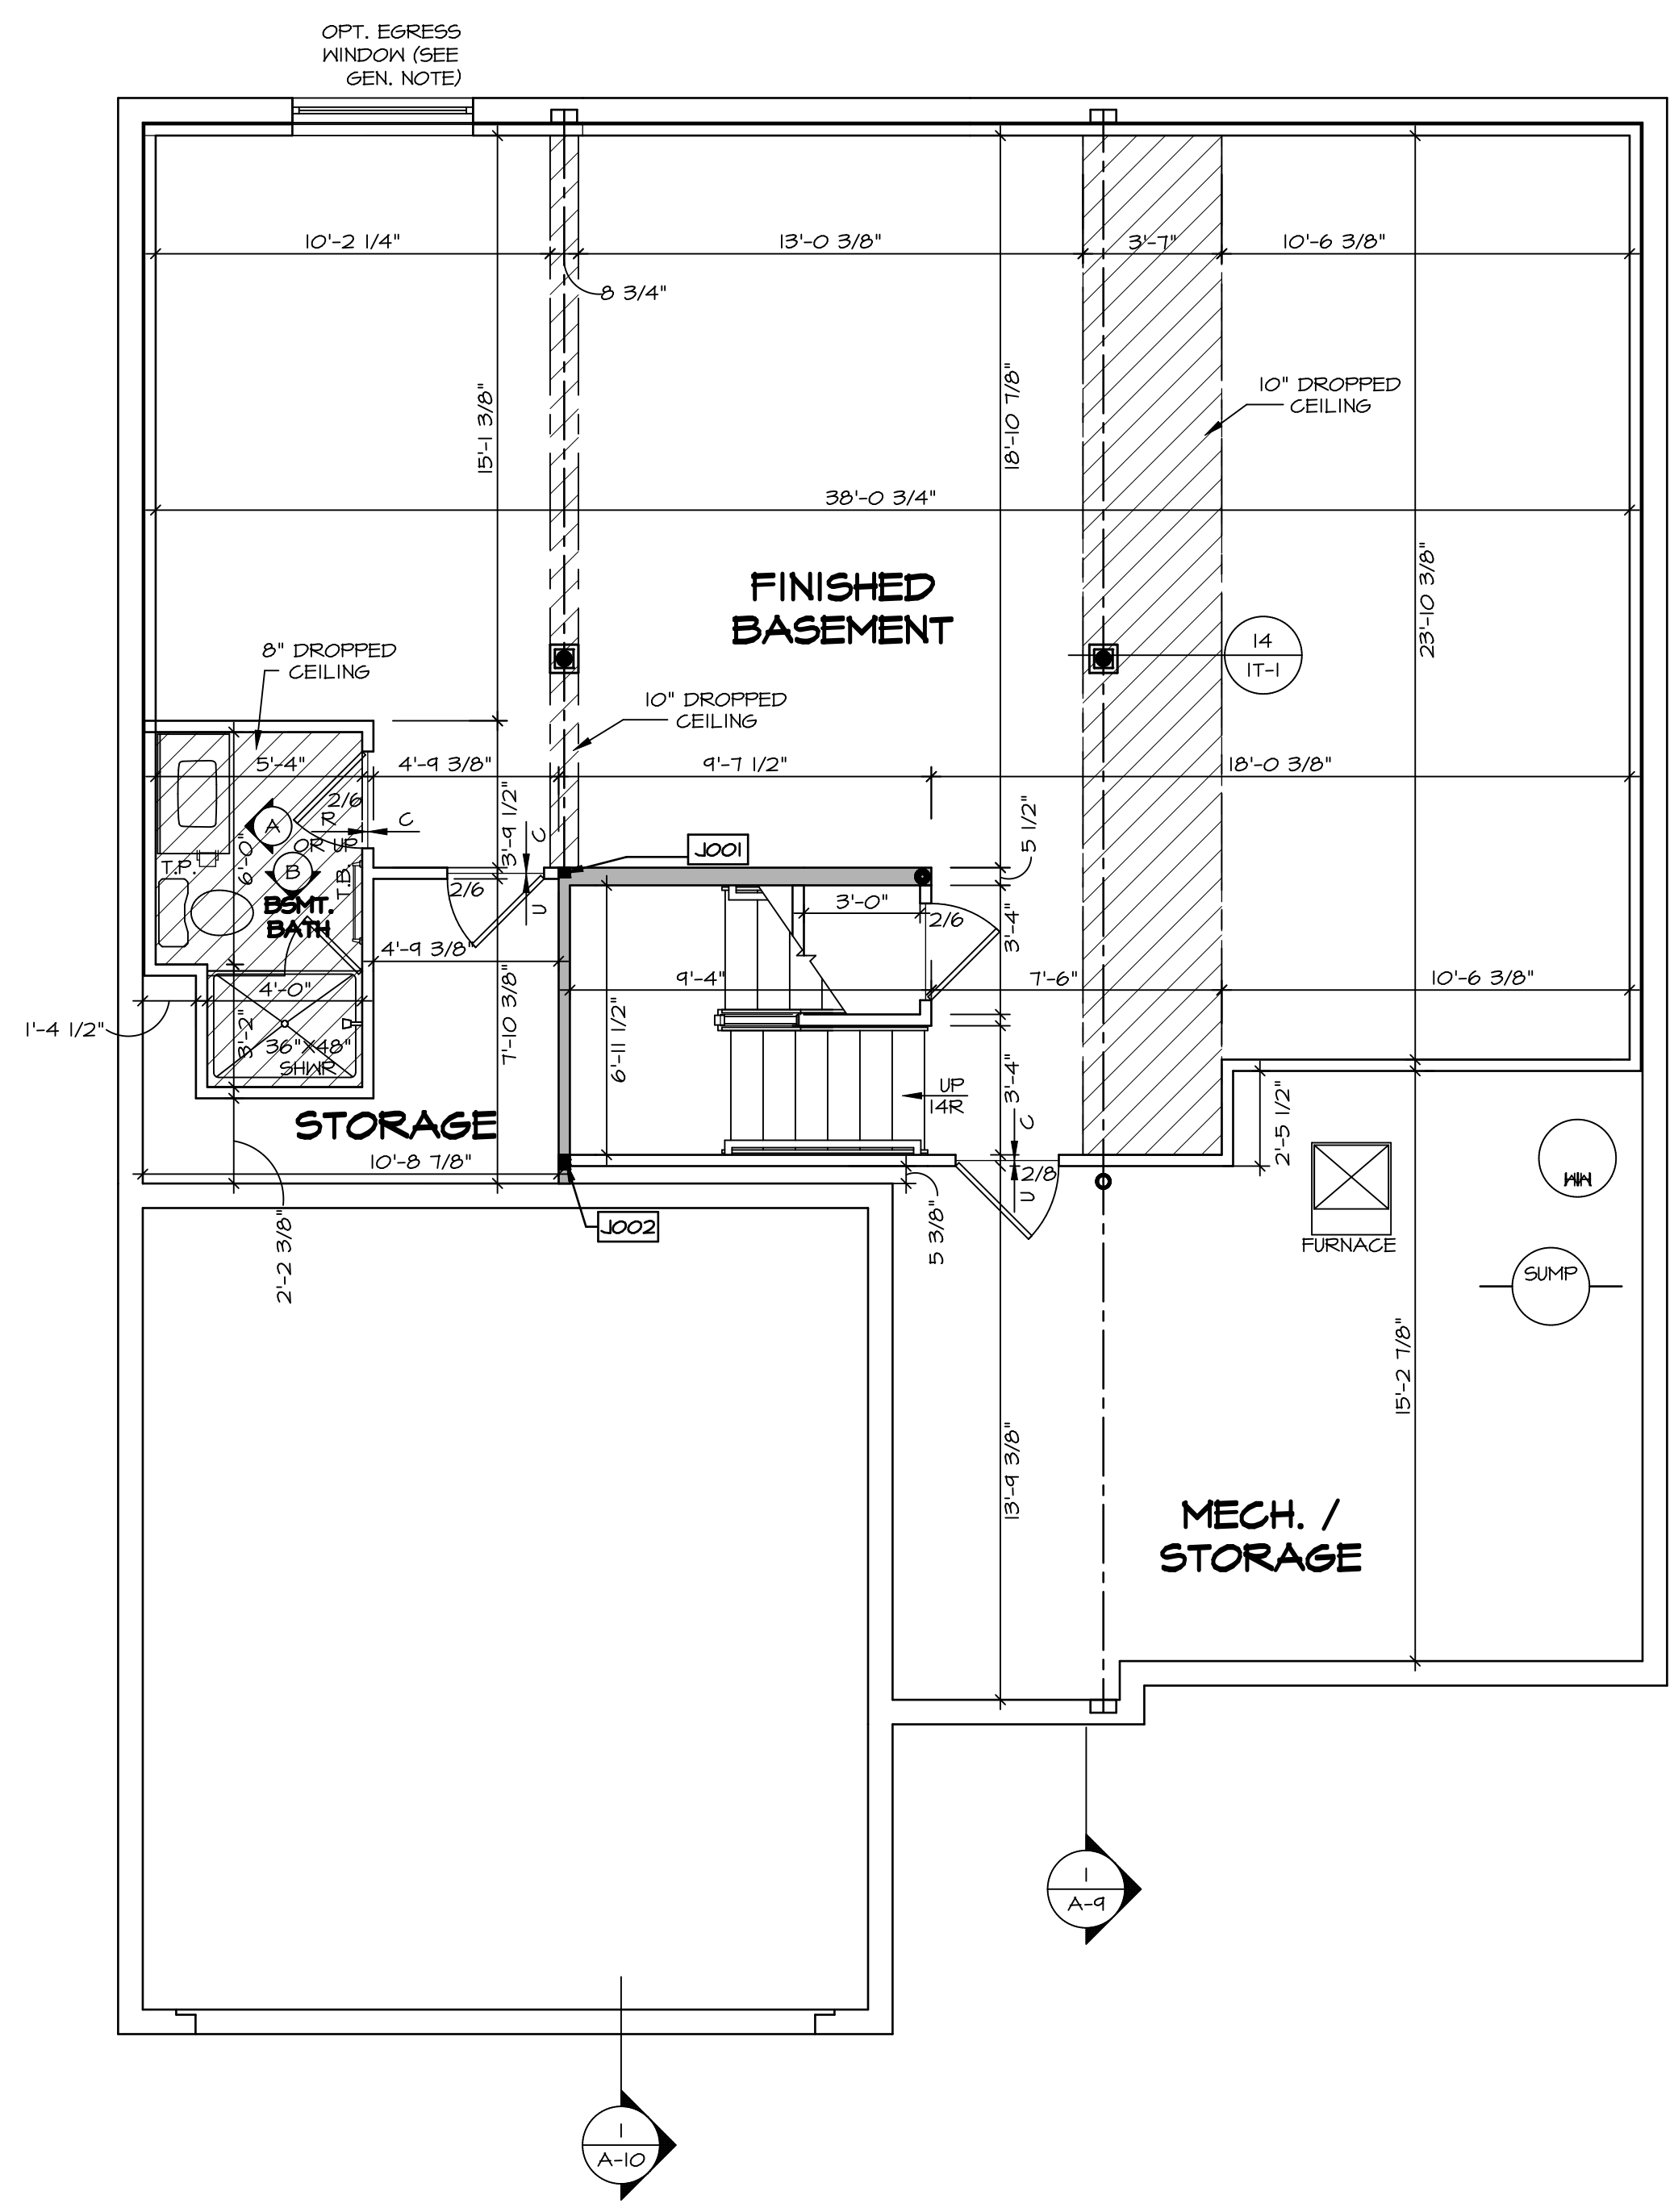 OPT. EGRESS
WINDOW (SEE
GEN. NOTE)
10'-2 1/4"
13'-0 3/8"
3'-7"
10'-6 3/8"
8 3/4"
15'-1 3/8"
18'-10 7/8"
10" DROPPED
CEILING
38'-0 3/4"
23'-10 3/8"
FINISHED
BASEMENT
14
IT-1
8" DROPPED
CEILING
10" DROPPED
CEILING
5'-4"
4'-9 3/8"
9'-7 1/2"
18'-0 3/8"
2/6
R
C
OR UP
A
B
T.P.
6'-0"
T.B.
BSMT.
BATH
3'-9 1/2"
C
U
2/6
J001
5 1/2"
3'-0"
2/6
3'-4"
4'-9 3/8"
9'-4"
7'-6"
10'-6 3/8"
4'-0"
1'-4 1/2"
3'-2"
36"X48"
SHWR
7'-10 3/8"
6'-11 1/2"
UP
14R
3'-4"
C
U
2/8
2'-5 1/2"
STORAGE
10'-8 7/8"
J002
2'-2 3/8"
5 3/8"
FURNACE
SUMP
15'-2 7/8"
13'-9 3/8"
MECH. /
STORAGE
1
A-9
1
A-10